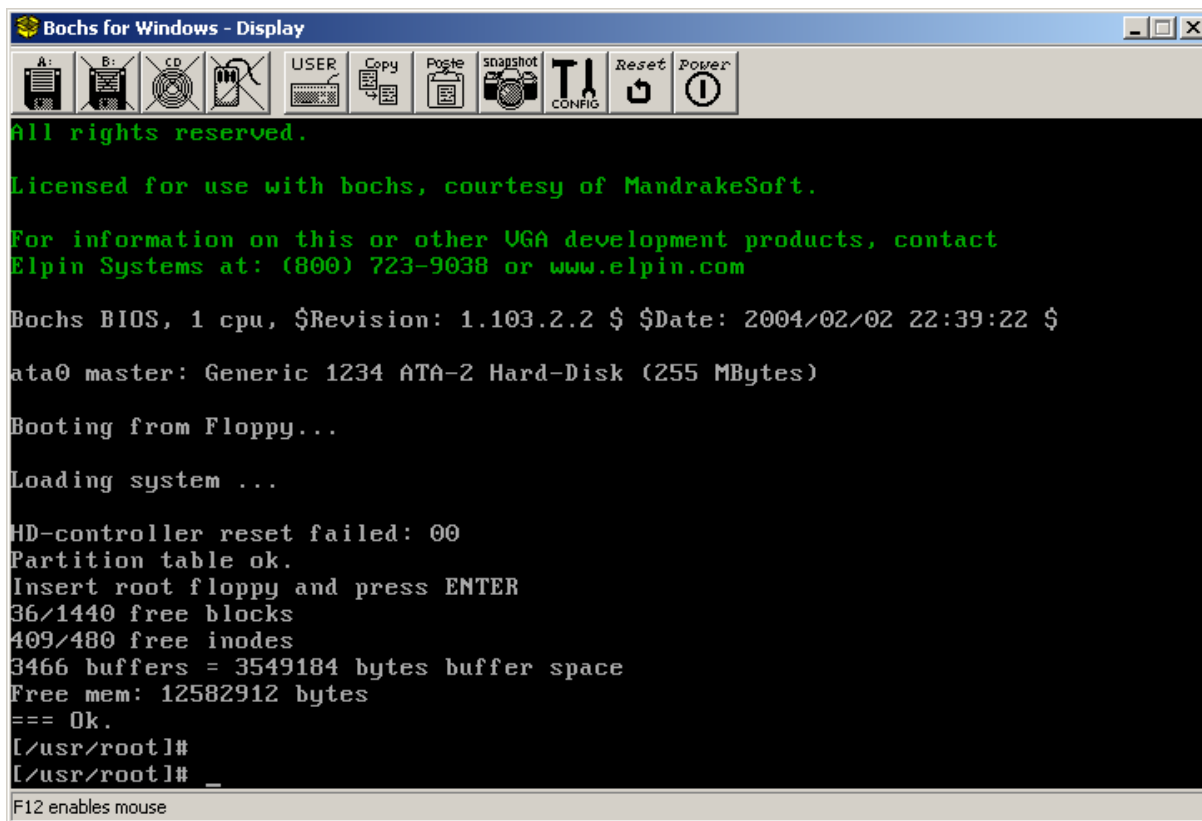 Bochs for Windows - Display
A: B: CD USER Copy Poste snapshot CONFIG Reset Power
All rights reserved.
Licensed for use with bochs, courtesy of MandrakeSoft.
For information on this or other VGA development products, contact
Elpin Systems at: (800) 723-9038 or www.elpin.com
Bochs BIOS, 1 cpu, $Revision: 1.103.2.2 $ $Date: 2004/02/02 22:39:22 $
ata0 master: Generic 1234 ATA-2 Hard-Disk (255 MBytes)
Booting from Floppy...
Loading system ...
HD-controller reset failed: 00
Partition table ok.
Insert root floppy and press ENTER
36/1440 free blocks
409/480 free inodes
3466 buffers = 3549184 bytes buffer space
Free mem: 12582912 bytes
=== Ok.
[/usr/root]#
[/usr/root]# _
F12 enables mouse